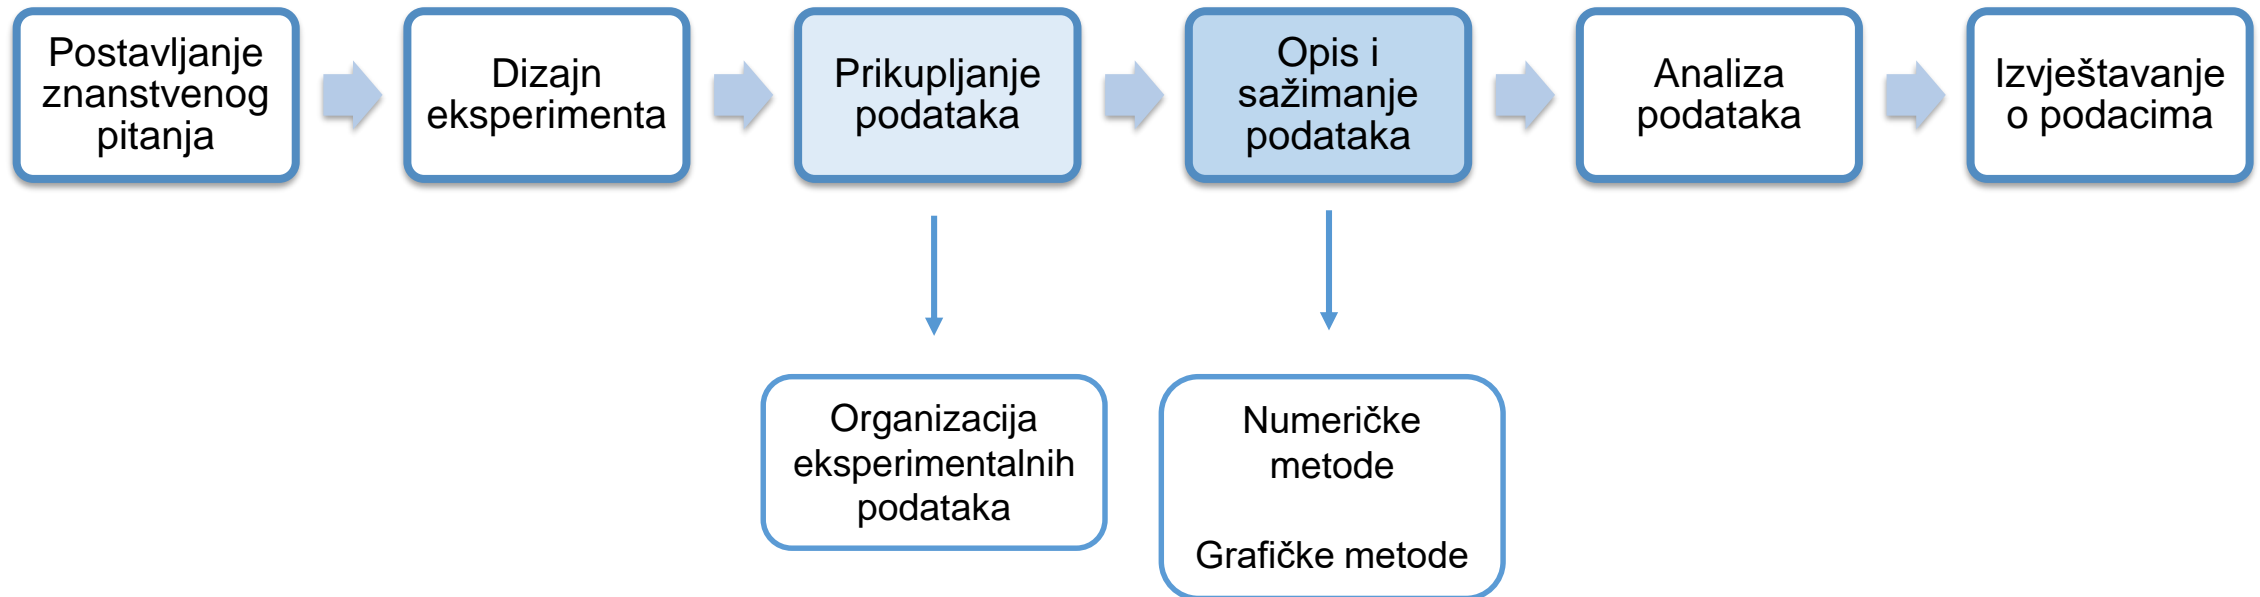 Postavljanje
znanstvenog
pitanja
Dizajn
eksperimenta
Prikupljanje
podataka
Opis i
sažimanje
podataka
Analiza
podataka
Izvještavanje
o podacima
Organizacija
eksperimentalnih
podataka
Numeričke
metode
Grafičke metode